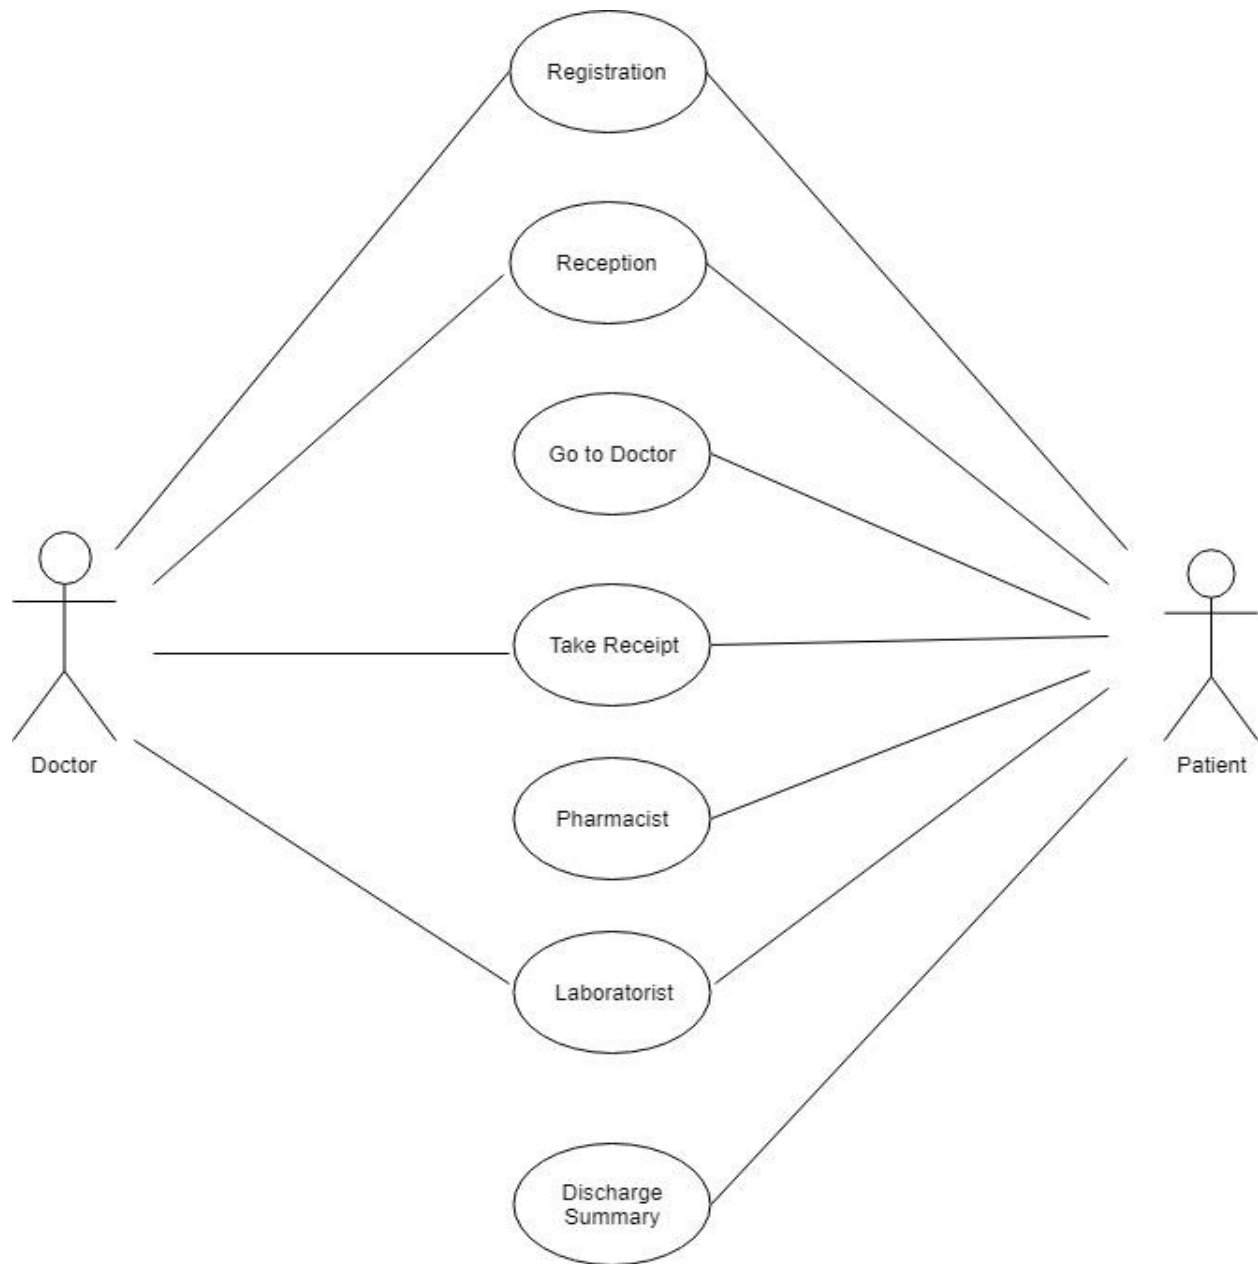 Registration
Reception
Go to Doctor
Take Receipt
Doctor
Patient
Pharmacist
Laboratorist
Discharge
Summary